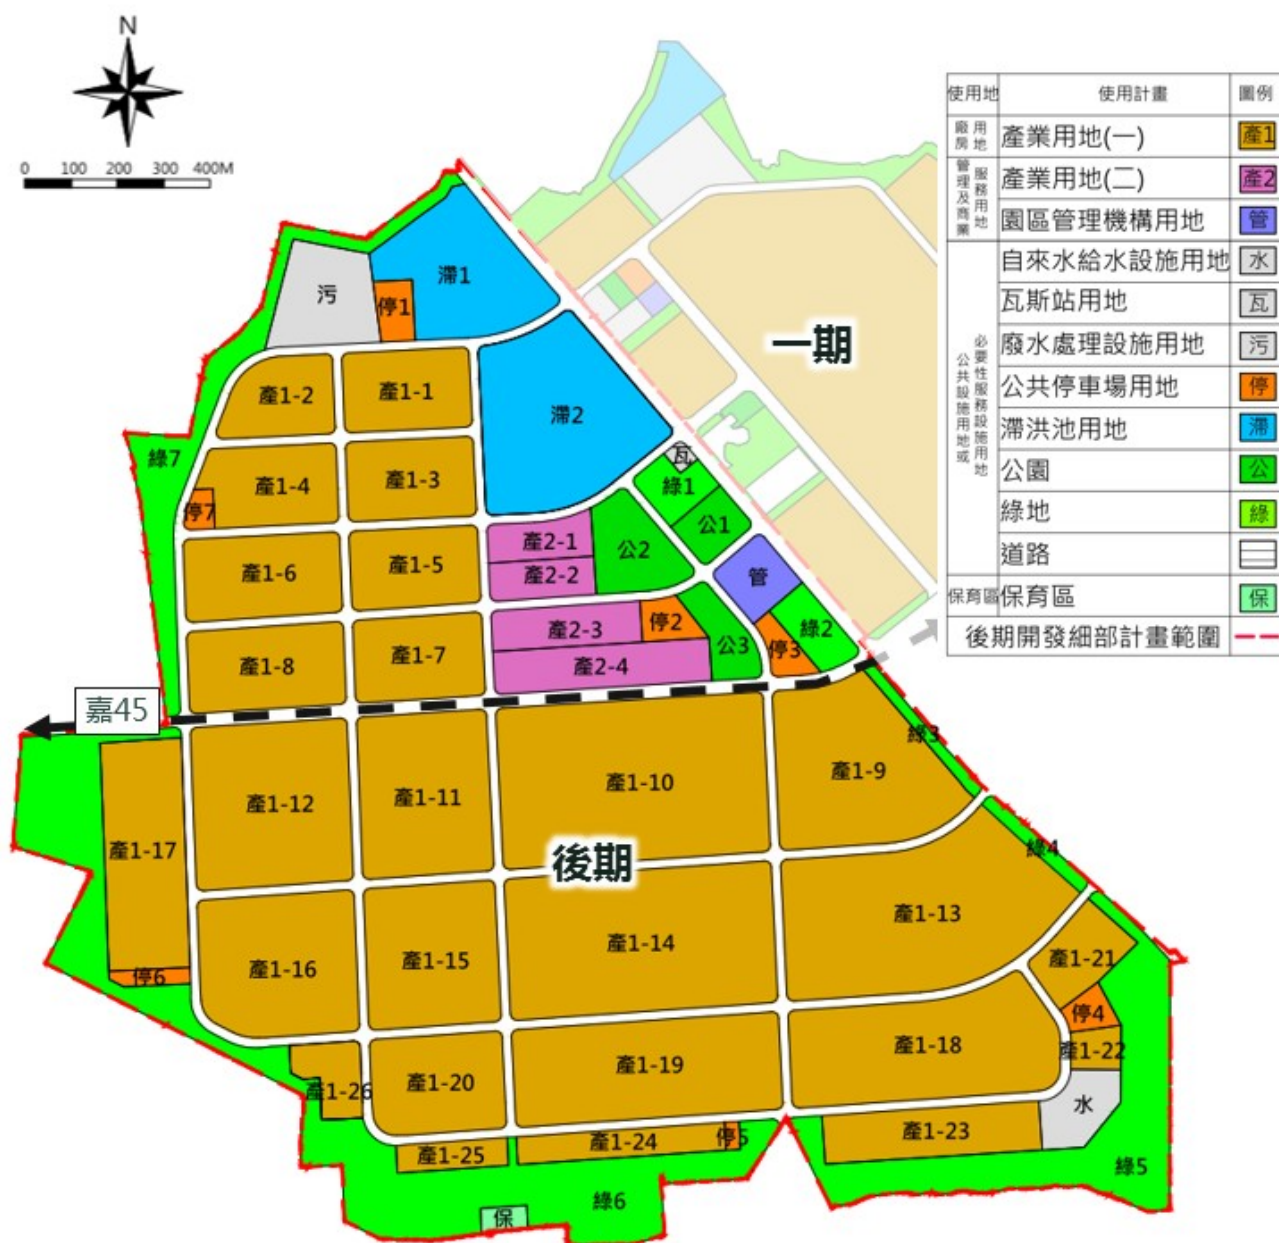 N
0 100 200 300 400M
使用地 使用計畫 圖例
廠房用地 產業用地(一) 產1
管理及商業服務用地 產業用地(二) 產2
園區管理機構用地 管
公共設施用地或必要性服務設施用地
自來水給水設施用地 水
瓦斯站用地 瓦
廢水處理設施用地 污
公共停車場用地 停
滯洪池用地 滯
公園 公
綠地 綠
道路
保育區 保育區 保
後期開發細部計畫範圍
一期
滯1
污
停1
產1-2
產1-1
滯2
綠7
產1-4
產1-3
瓦
綠1
停7
公1
產2-1
公2
產1-6
產1-5
產2-2
管
產2-3
停2
綠2
公3
停3
產1-8
產1-7
產2-4
嘉45
綠3
產1-12
產1-11
產1-10
產1-9
產1-17
後期
綠4
產1-13
產1-14
產1-16
產1-15
停6
產1-21
停4
產1-18
產1-22
產1-19
產1-20
產1-26
水
產1-23
停5
產1-24
產1-25
綠5
綠6
保